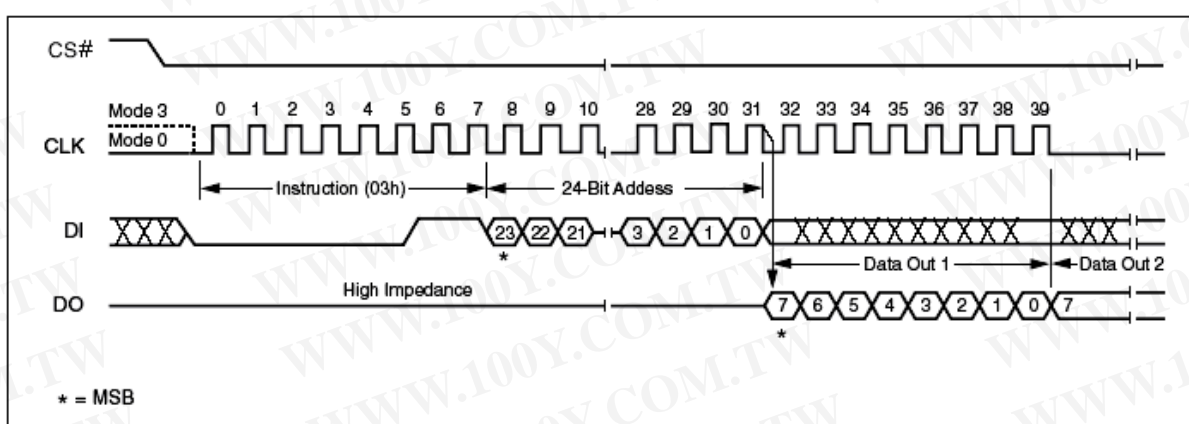 CS#
Mode 3 0 1 2 3 4 5 6 7 8 9 10 28 29 30 31 32 33 34 35 36 37 38 39
CLK Mode 0
Instruction (03h) 24-Bit Addess
DI 23 22 21 3 2 1 0
*
Data Out 1 Data Out 2
High Impedance
DO 7 6 5 4 3 2 1 0 7
*
* = MSB
WWW.100Y.COM.TW